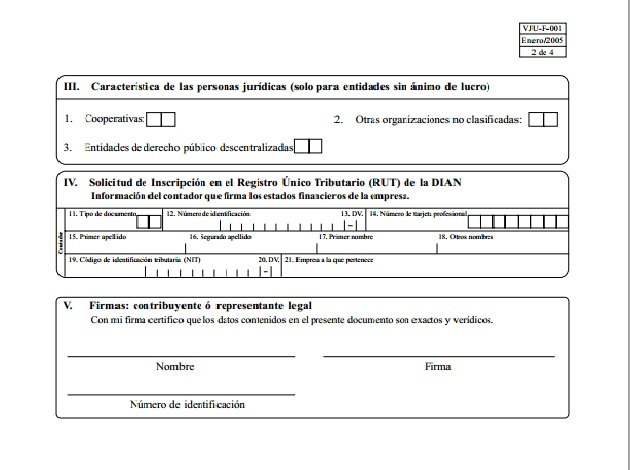 VJU-F-001
Enero/2005
2 de 4
III. Característica de las personas jurídicas (solo para entidades sin ánimo de lucro)
1. Cooperativas:
2. Otras organizaciones no clasificadas:
3. Entidades de derecho público descentralizadas
IV. Solicitud de Inscripción en el Registro Único Tributario (RUT) de la DIAN
Información del contador que firma los estados financieros de la empresa.
Contador
11. Tipo de documento
12. Número de identificación
13. DV.
14. Número de tarjeta profesional
15. Primer apellido
16. Segundo apellido
17. Primer nombre
18. Otros nombres
19. Código de identificación tributaria (NIT)
20. DV.
21. Empresa a la que pertenece
V. Firmas: contribuyente ó representante legal
Con mi firma certifico que los datos contenidos en el presente documento son exactos y verídicos.
Nombre
Firma
Número de identificación